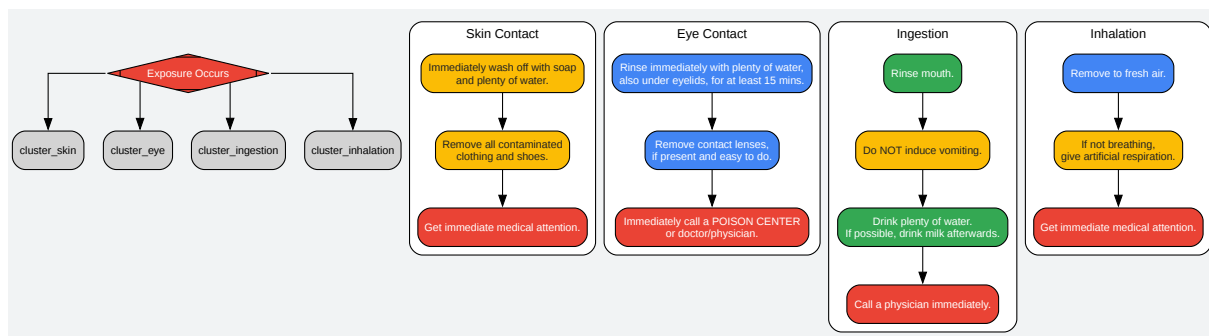 Exposure Occurs
cluster_skin
cluster_eye
cluster_ingestion
cluster_inhalation
Skin Contact
Immediately wash off with soap
and plenty of water.
Remove all contaminated
clothing and shoes.
Get immediate medical attention.
Eye Contact
Rinse immediately with plenty of water,
also under eyelids, for at least 15 mins.
Remove contact lenses,
if present and easy to do.
Immediately call a POISON CENTER
or doctor/physician.
Ingestion
Rinse mouth.
Do NOT induce vomiting.
Drink plenty of water.
If possible, drink milk afterwards.
Call a physician immediately.
Inhalation
Remove to fresh air.
If not breathing,
give artificial respiration.
Get immediate medical attention.